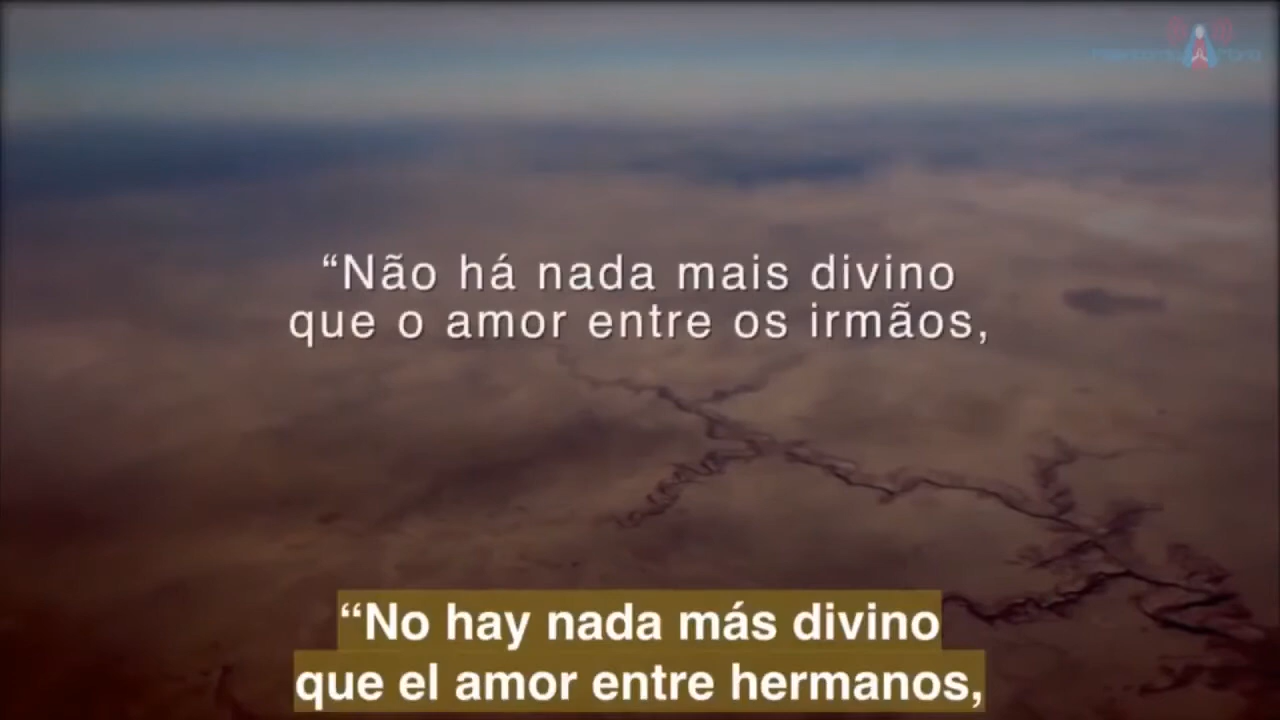 “Não há nada mais divino
que o amor entre os irmãos,
“No hay nada más divino
que el amor entre hermanos,